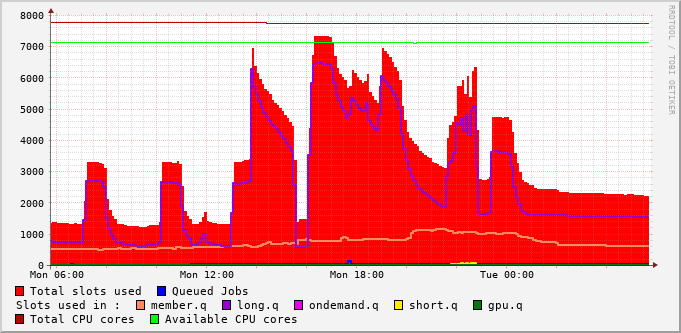 8000
7000
6000
5000
4000
3000
2000
1000
0
Mon 06:00 Mon 12:00 Mon 18:00 Tue 00:00
RRDTOOL / TOBI OETIKER
Total slots used Queued Jobs
Slots used in : member.q long.q ondemand.q short.q gpu.q
Total CPU cores Available CPU cores